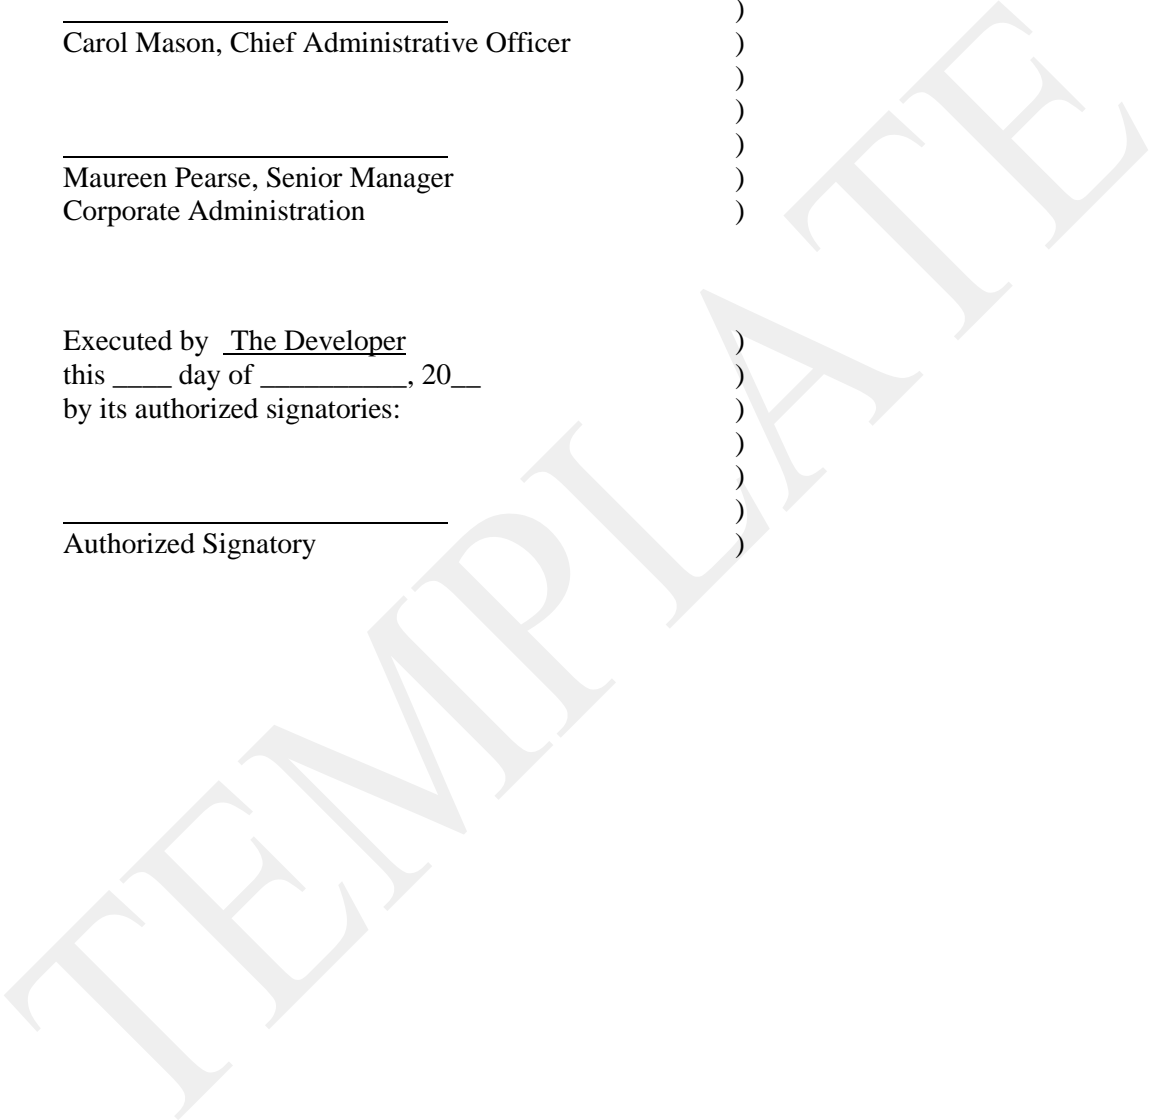 )
Carol Mason, Chief Administrative Officer )
)
)
)
Maureen Pearse, Senior Manager )
Corporate Administration )
Executed by The Developer )
this ____ day of __________, 20__ )
by its authorized signatories: )
)
)
)
Authorized Signatory )
TEMPLATE